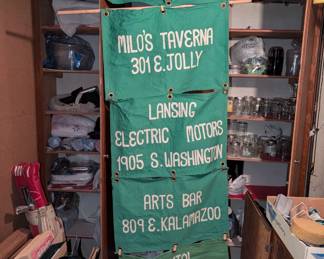 MILO'S TAVERNA
301 E. JOLLY
LANSING
ELECTRIC MOTORS
1905 S. WASHINGTON
ARTS BAR
809 E. KALAMAZOO